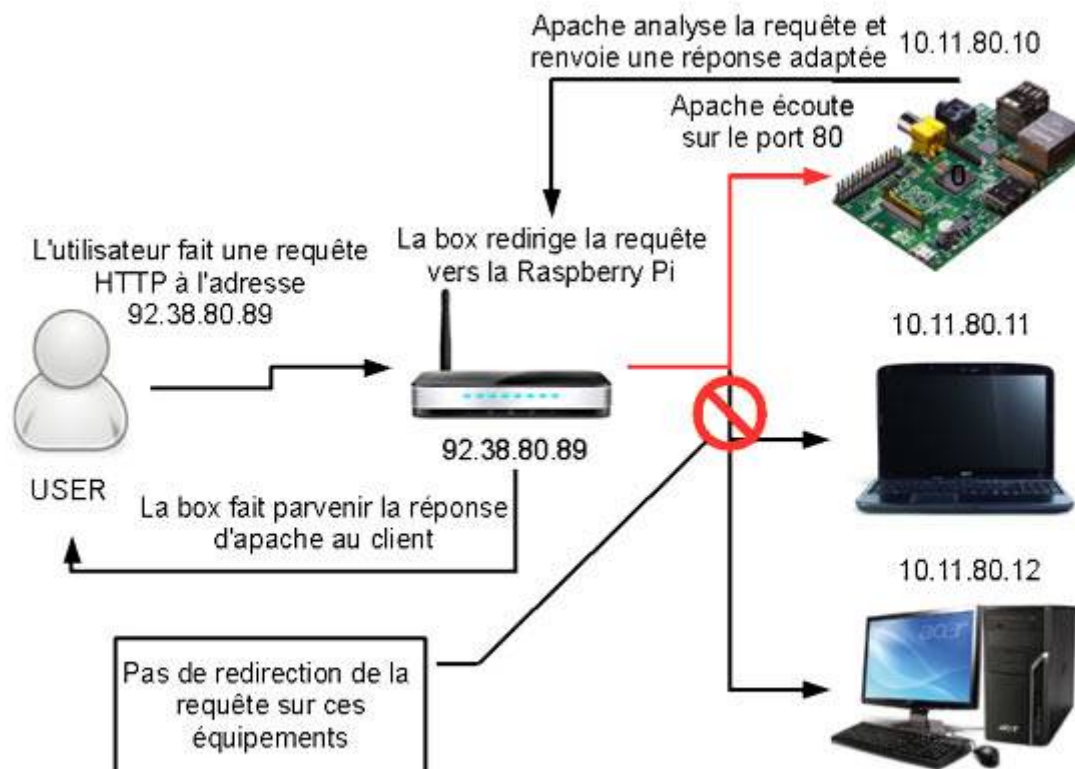 Apache analyse la requête et
renvoie une réponse adaptée
10.11.80.10
Apache écoute
sur le port 80
0
L'utilisateur fait une requête
HTTP à l'adresse
92.38.80.89
La box redirige la requête
vers la Raspberry Pi
10.11.80.11
92.38.80.89
USER
La box fait parvenir la réponse
d'apache au client
10.11.80.12
acer
Pas de redirection de la
requête sur ces
équipements